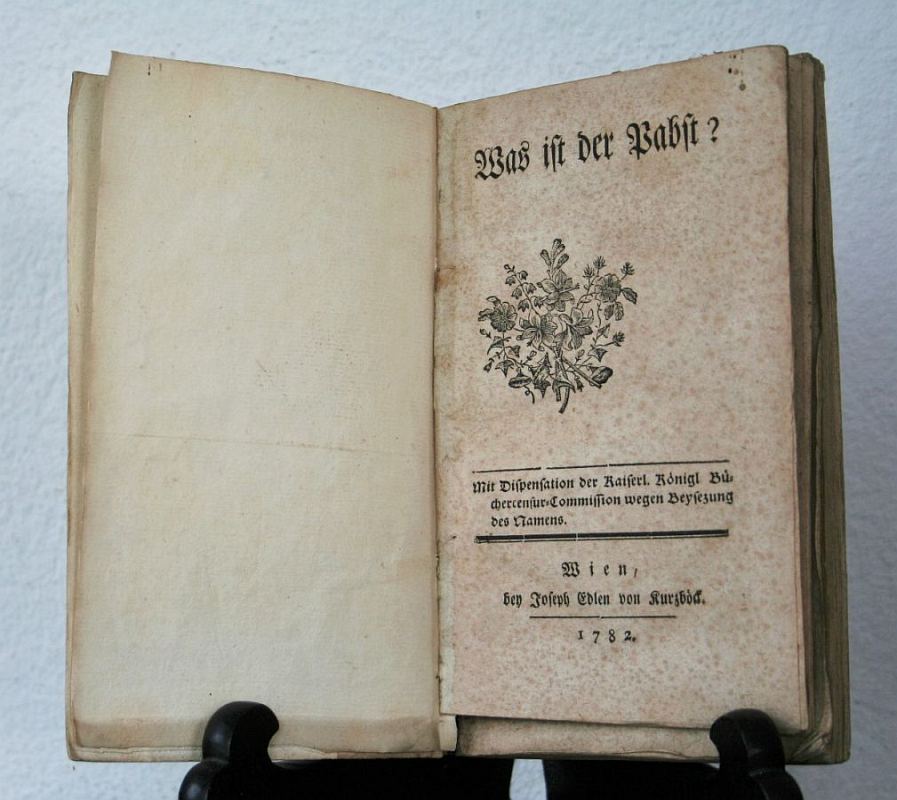 Was ist der Pabst?
Mit Dispensation der Kaiserl. Königl Bü-
chercensur-Commission wegen Beysezung
des Namens.
Wien,
bey Joseph Edlen von Kurzböck.
1782.